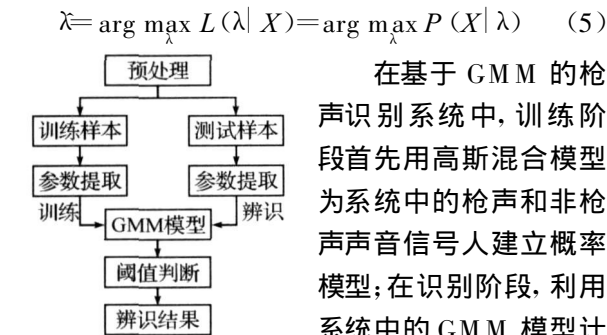 λ̂=arg max L(λ|X)=arg max P(X|λ) (5)
λ λ
预处理
训练样本 测试样本
参数提取 参数提取
训练 辨识
GMM模型
阈值判断
辨识结果
在基于 GMM 的枪
声识别系统中,训练阶
段首先用高斯混合模型
为系统中的枪声和非枪
声声音信号人建立概率
模型;在识别阶段,利用
系统中的 GMM 模型计